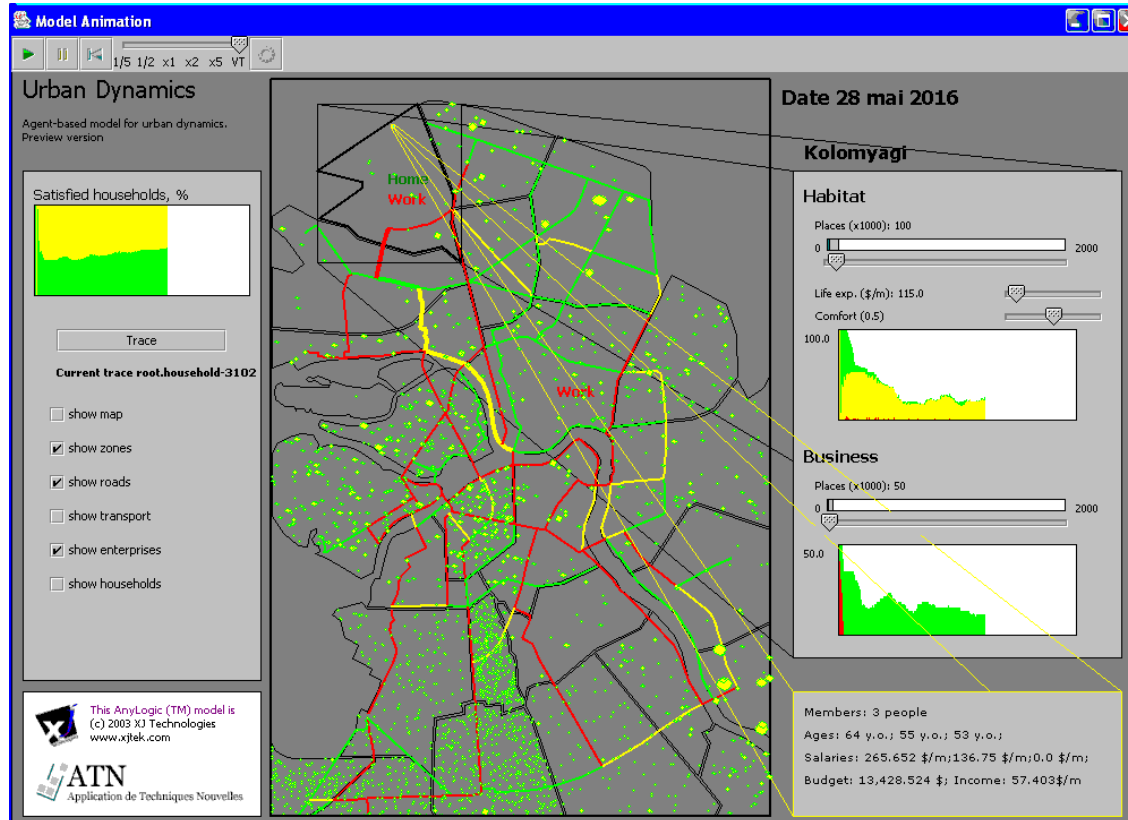 Model Animation
1/5 1/2 x1 x2 x5 VT
Urban Dynamics
Agent-based model for urban dynamics.
Preview version
Satisfied households, %
Trace
Current trace root.household-3102
show map
show zones
show roads
show transport
show enterprises
show households
This AnyLogic (TM) model is
(c) 2003 XJ Technologies
www.xjtek.com
ATN
Application de Techniques Nouvelles
Home
Work
Work
Date 28 mai 2016
Kolomyagi
Habitat
Places (x1000): 100
0 2000
Life exp. ($/m): 115.0
Comfort (0.5)
100.0
Business
Places (x1000): 50
0 2000
50.0
Members: 3 people
Ages: 64 y.o.; 55 y.o.; 53 y.o.;
Salaries: 265.652 $/m;136.75 $/m;0.0 $/m;
Budget: 13,428.524 $; Income: 57.403$/m